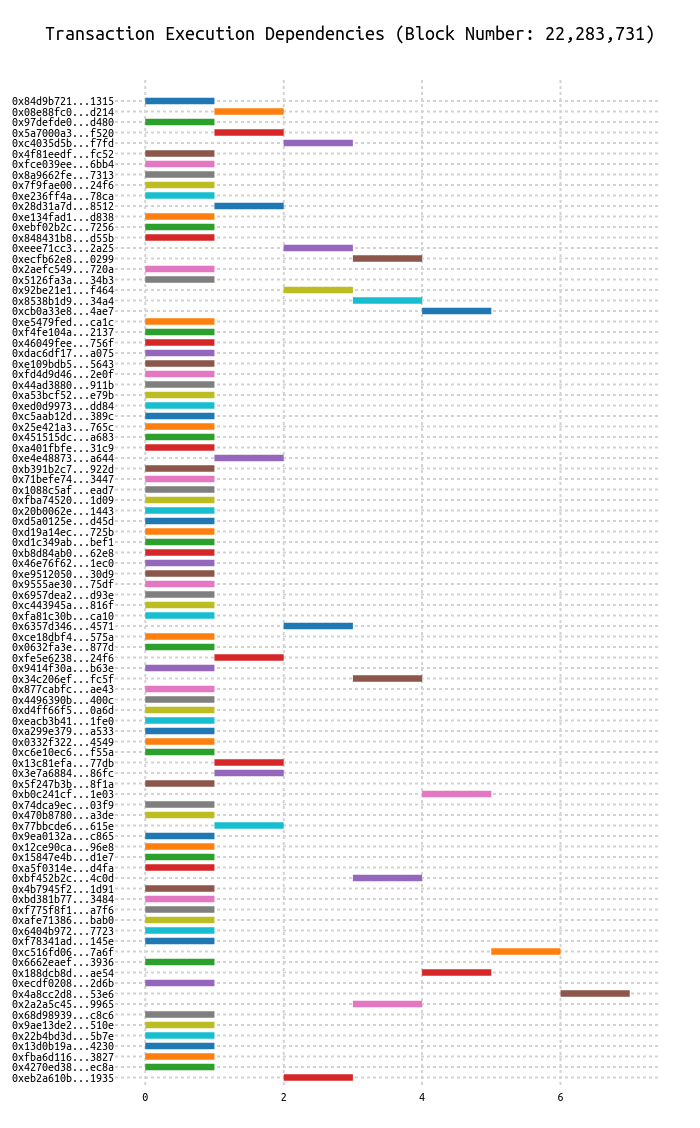 Transaction Execution Dependencies (Block Number: 22,283,731)
0x84d9b721...1315
0x08e88fc0...d214
0x97defde0...d480
0x5a7000a3...f520
0xc4035d5b...f7fd
0x4f81eedf...fc52
0xfce039ee...6bb4
0x8a9662fe...7313
0x7f9fae00...24f6
0xe236ff4a...78ca
0x28d31a7d...8512
0xe134fad1...d838
0xebf02b2c...7256
0x848431b8...d55b
0xeee71cc3...2a25
0xecfb62e8...0299
0x2aefc549...720a
0x5126fa3a...34b3
0x92be21e1...f464
0x8538b1d9...34a4
0xcb0a33e8...4ae7
0xe5479fed...ca1c
0xf4fe104a...2137
0x46049fee...756f
0xdac6df17...a075
0xe109bdb5...5643
0xfd4d9d46...2e0f
0x44ad3880...911b
0xa53bcf52...e79b
0xed0d9973...dd84
0xc5aab12d...389c
0x25e421a3...765c
0x451515dc...a683
0xa401fbfe...31c9
0xe4e48873...a644
0xb391b2c7...922d
0x71befe74...3447
0x1088c5af...ead7
0xfba74520...1d09
0x20b0062e...1443
0xd5a0125e...d45d
0xd19a14ec...725b
0xd1c349ab...bef1
0xb8d84ab0...62e8
0x46e76f62...1ec0
0xe9512050...30d9
0x9555ae30...75df
0x6957dea2...d93e
0xc443945a...816f
0xfa81c30b...ca10
0x6357d346...4571
0xce18dbf4...575a
0x0632fa3e...877d
0xfe5e6238...24f6
0x9414f30a...b63e
0x34c206ef...fc5f
0x877cabfc...ae43
0x4496390b...400c
0xd4ff66f5...0a6d
0xeacb3b41...1fe0
0xa299e379...a533
0x0332f322...4549
0xc6e10ec6...f55a
0x13c81efa...77db
0x3e7a6884...86fc
0x5f247b3b...8f1a
0xb0c241cf...1e03
0x74dca9ec...03f9
0x470b8780...a3de
0x77bbcde6...615e
0x9ea0132a...c865
0x12ce90ca...96e8
0x15847e4b...d1e7
0xa5f0314e...d4fa
0xbf452b2c...4c0d
0x4b7945f2...1d91
0xbd381b77...3484
0xf775f8f1...a7f6
0xafe71386...bab0
0x6404b972...7723
0xf78341ad...145e
0xc516fd06...7a6f
0x6662eaef...3936
0x188dcb8d...ae54
0xecdf0208...2d6b
0x4a8cc2d8...53e6
0x2a2a5c45...9965
0x68d98939...c8c6
0x9ae13de2...510e
0x22b4bd3d...5b7e
0x13d0b19a...4230
0xfba6d116...3827
0x4270ed38...ec8a
0xeb2a610b...1935
0 2 4 6